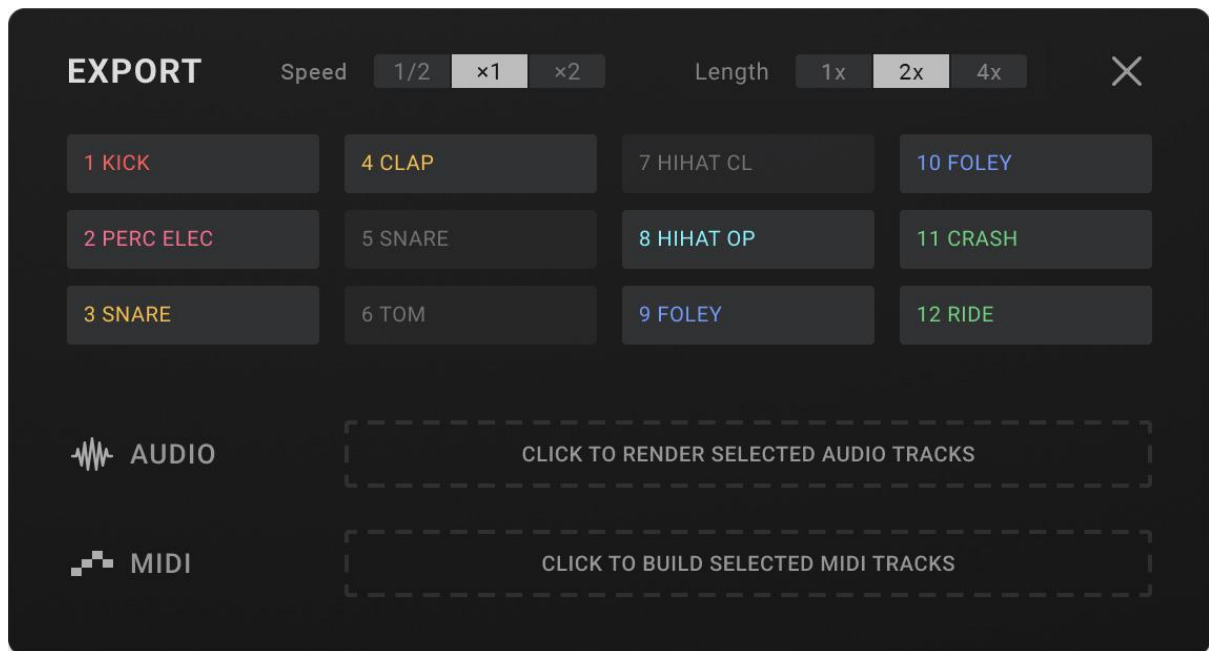 EXPORT Speed 1/2 ×1 ×2 Length 1x 2x 4x
1 KICK 4 CLAP 7 HIHAT CL 10 FOLEY
2 PERC ELEC 5 SNARE 8 HIHAT OP 11 CRASH
3 SNARE 6 TOM 9 FOLEY 12 RIDE
AUDIO CLICK TO RENDER SELECTED AUDIO TRACKS
MIDI CLICK TO BUILD SELECTED MIDI TRACKS